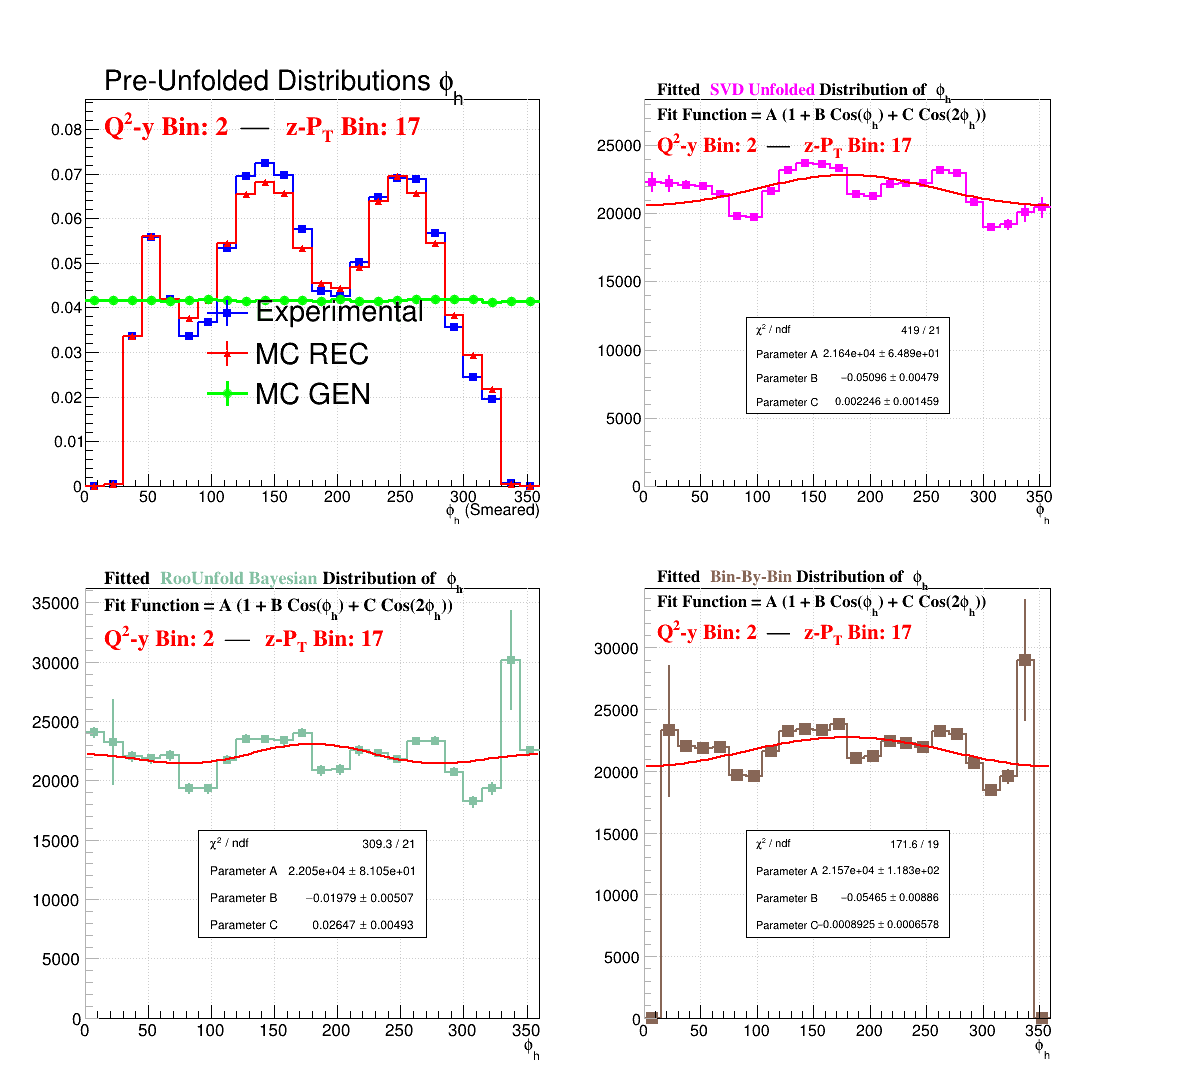 Pre-Unfolded Distributions ϕh
Q2-y Bin: 2 — z-PT Bin: 17
0.08
0.07
0.06
0.05
0.04
0.03
0.02
0.01
0
Experimental
MC REC
MC GEN
0 50 100 150 200 250 300 350
ϕh (Smeared)
Fitted SVD Unfolded Distribution of ϕh
Fit Function = A (1 + B Cos(ϕh) + C Cos(2ϕh))
Q2-y Bin: 2 — z-PT Bin: 17
25000
20000
15000
10000
5000
0
χ2 / ndf 419 / 21
Parameter A 2.164e+04 ± 6.489e+01
Parameter B −0.05096 ± 0.00479
Parameter C 0.002246 ± 0.001459
0 50 100 150 200 250 300 350
ϕh
Fitted RooUnfold Bayesian Distribution of ϕh
Fit Function = A (1 + B Cos(ϕh) + C Cos(2ϕh))
Q2-y Bin: 2 — z-PT Bin: 17
35000
30000
25000
20000
15000
10000
5000
0
χ2 / ndf 309.3 / 21
Parameter A 2.205e+04 ± 8.105e+01
Parameter B −0.01979 ± 0.00507
Parameter C 0.02647 ± 0.00493
0 50 100 150 200 250 300 350
ϕh
Fitted Bin-By-Bin Distribution of ϕh
Fit Function = A (1 + B Cos(ϕh) + C Cos(2ϕh))
Q2-y Bin: 2 — z-PT Bin: 17
30000
25000
20000
15000
10000
5000
0
χ2 / ndf 171.6 / 19
Parameter A 2.157e+04 ± 1.183e+02
Parameter B −0.05465 ± 0.00886
Parameter C −0.0008925 ± 0.0006578
0 50 100 150 200 250 300 350
ϕh